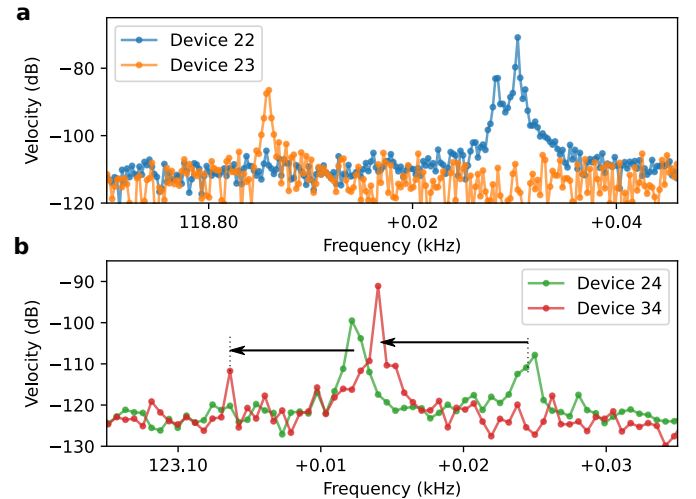 a
Device 22
Device 23
Velocity (dB)
−80
−100
−120
118.80
+0.02
+0.04
Frequency (kHz)
b
Device 24
Device 34
Velocity (dB)
−90
−100
−110
−120
−130
123.10
+0.01
+0.02
+0.03
Frequency (kHz)